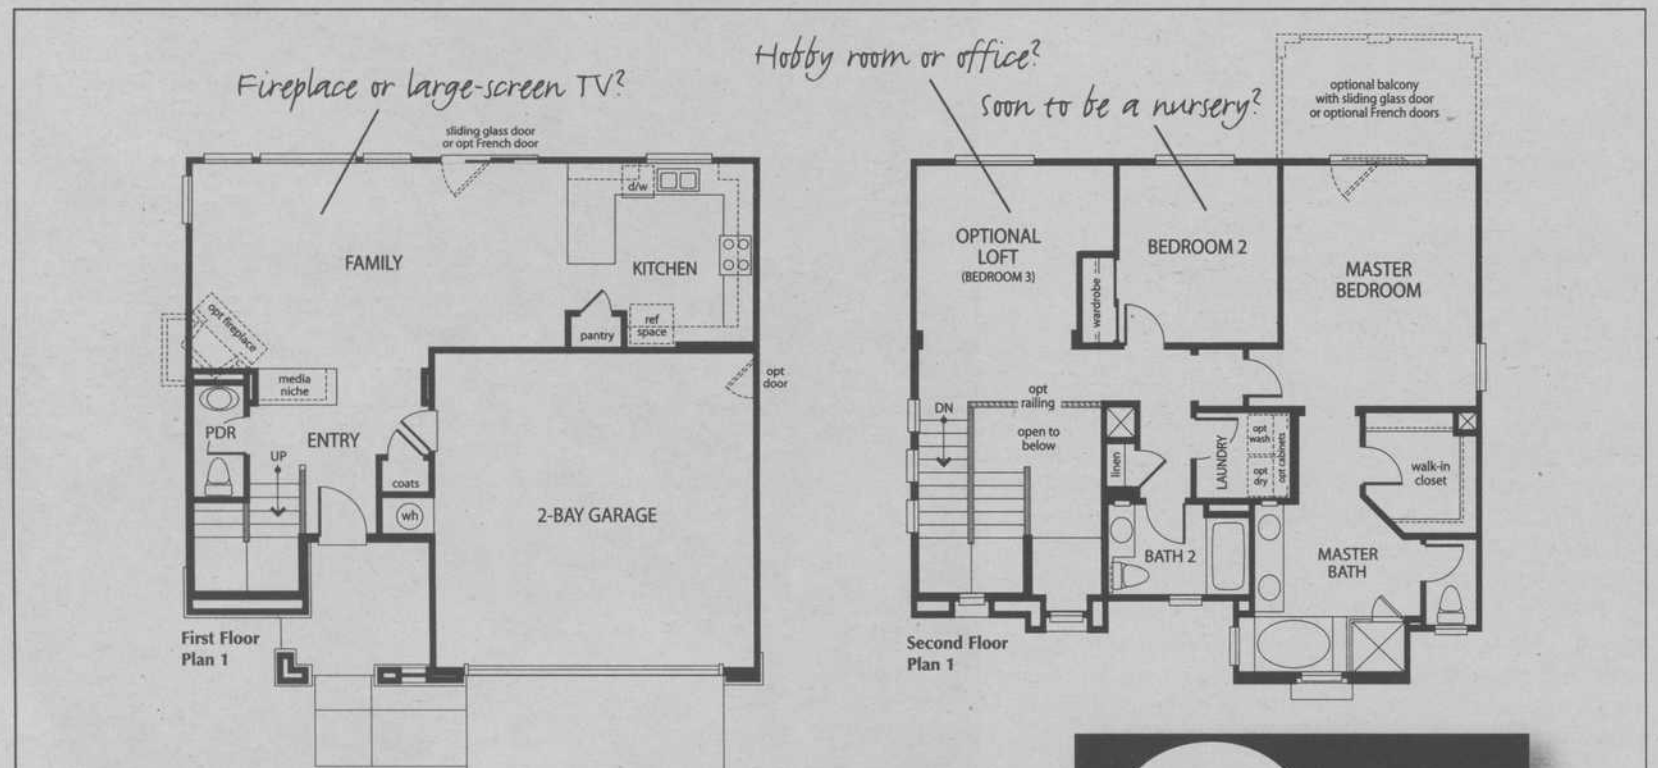 Fireplace or large-screen TV?
sliding glass door
or opt French door
d/w
FAMILY
KITCHEN
opt fireplace
pantry
ref
space
media
niche
opt
door
PDR
ENTRY
UP
coats
wh
2-BAY GARAGE
First Floor
Plan 1
Hobby room or office?
Soon to be a nursery?
optional balcony
with sliding glass door
or optional French doors
OPTIONAL
LOFT
(BEDROOM 3)
BEDROOM 2
MASTER
BEDROOM
wardrobe
opt
railing
DN
open to
below
linen
LAUNDRY
opt
wash
opt
dry
opt cabinets
walk-in
closet
BATH 2
MASTER
BATH
Second Floor
Plan 1